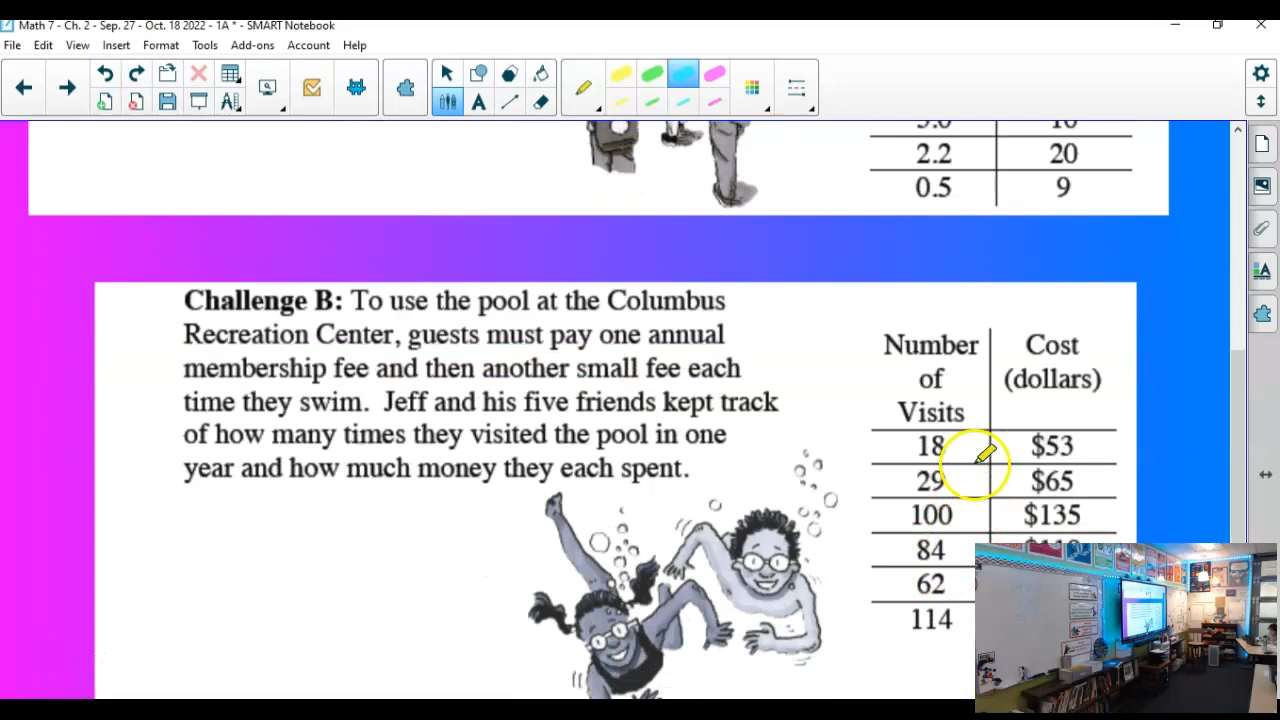 Math 7 - Ch. 2 - Sep. 27 - Oct. 18 2022 - 1A * - SMART Notebook
File Edit View Insert Format Tools Add-ons Account Help
2.2 20
0.5 9
Challenge B: To use the pool at the Columbus
Recreation Center, guests must pay one annual
membership fee and then another small fee each
time they swim. Jeff and his five friends kept track
of how many times they visited the pool in one
year and how much money they each spent.
Number Cost
of (dollars)
Visits
18 $53
29 $65
100 $135
84
62
114